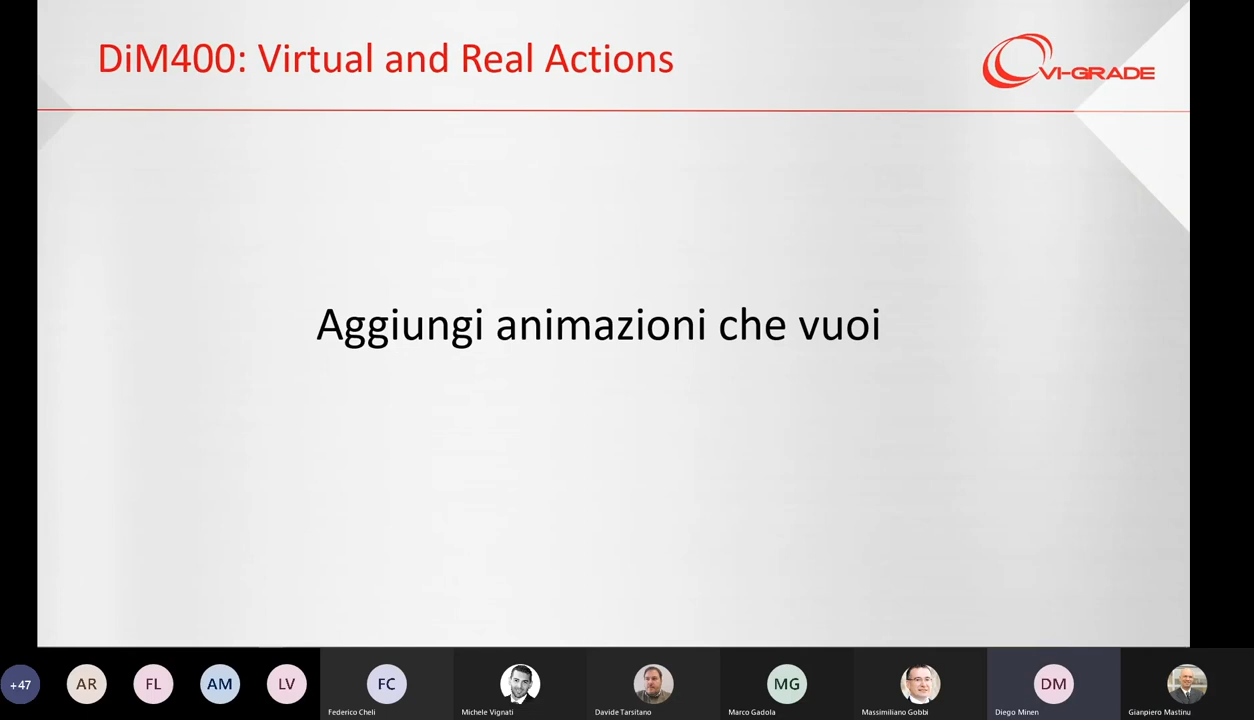 DiM400: Virtual and Real Actions
VI-GRADE
Aggiungi animazioni che vuoi
+47
AR
FL
AM
LV
FC
MG
DM
Federico Cheli
Michele Vignati
Davide Tarsitano
Marco Gadola
Massimiliano Gobbi
Diego Minen
Gianpiero Mastinu